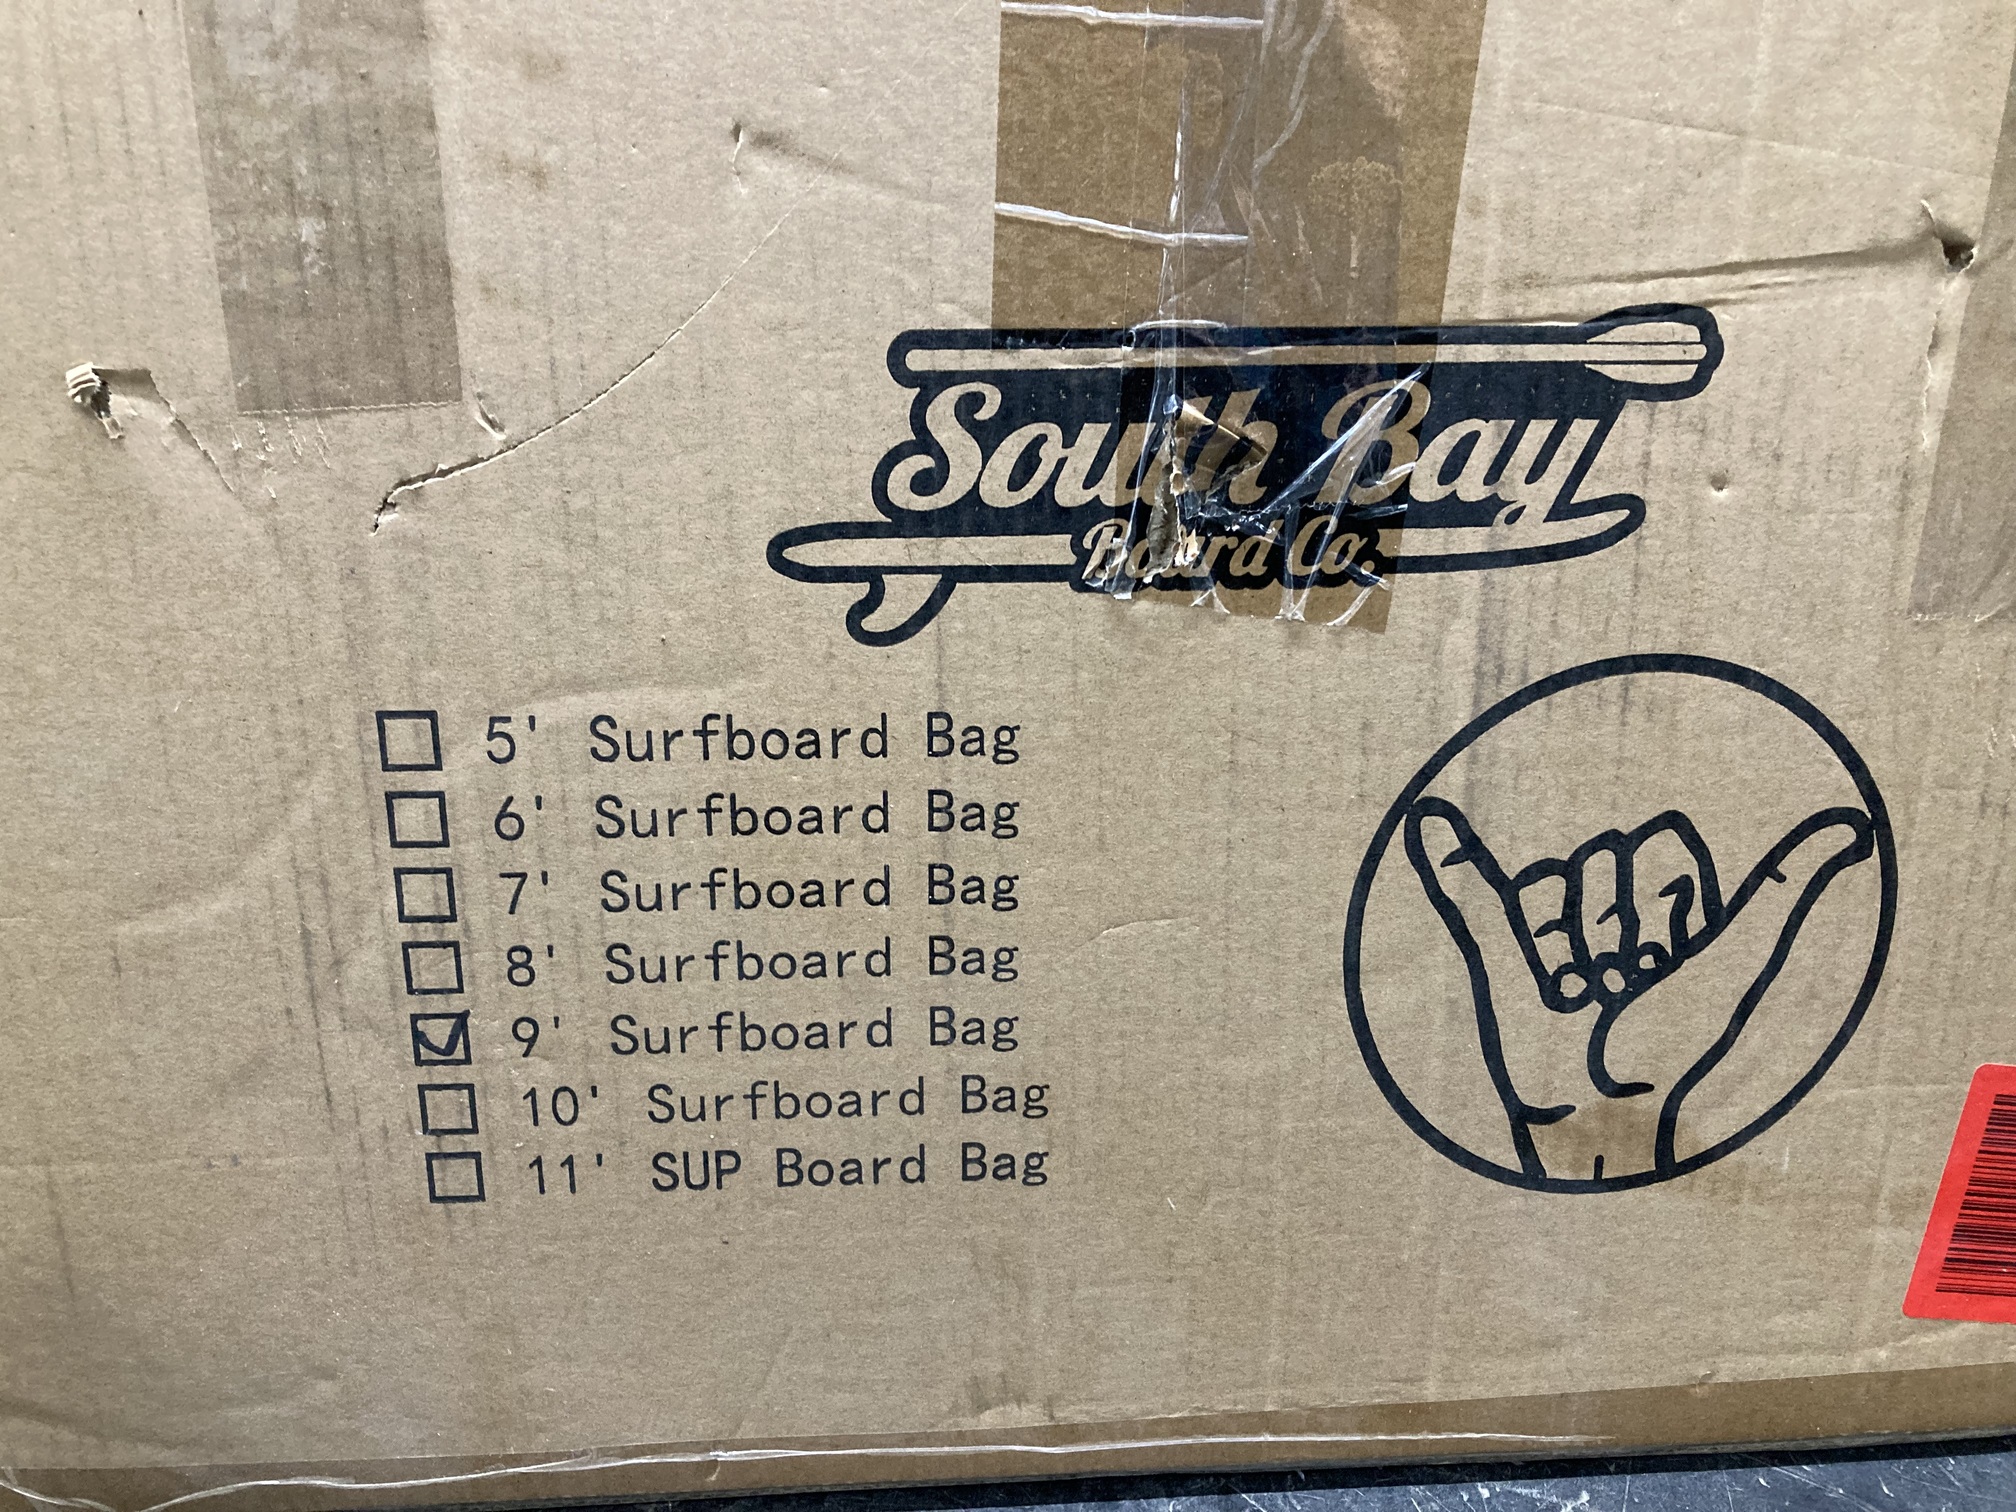 South Bay
Board Co.
5' Surfboard Bag
6' Surfboard Bag
7' Surfboard Bag
8' Surfboard Bag
9' Surfboard Bag
10' Surfboard Bag
11' SUP Board Bag